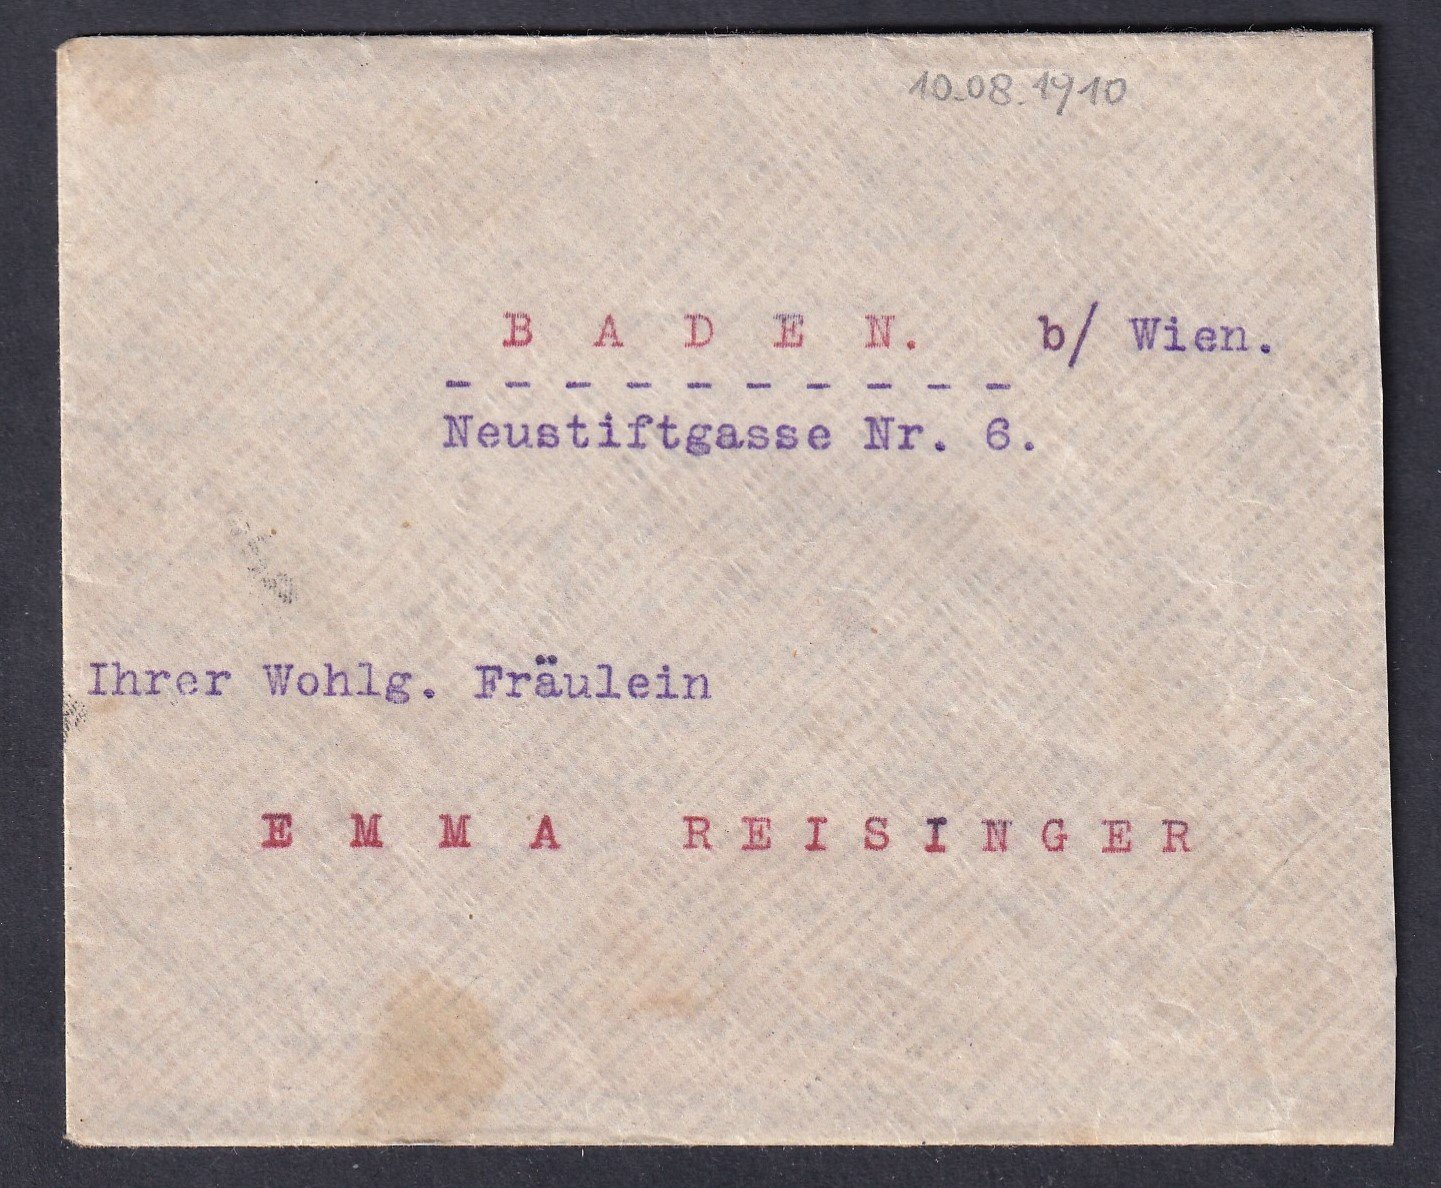 10.08.1910
B A D E N. b/ Wien.
- - - - - - - - - -
Neustiftgasse Nr. 6.
Ihrer Wohlg. Fräulein
E M M A R E I S I N G E R